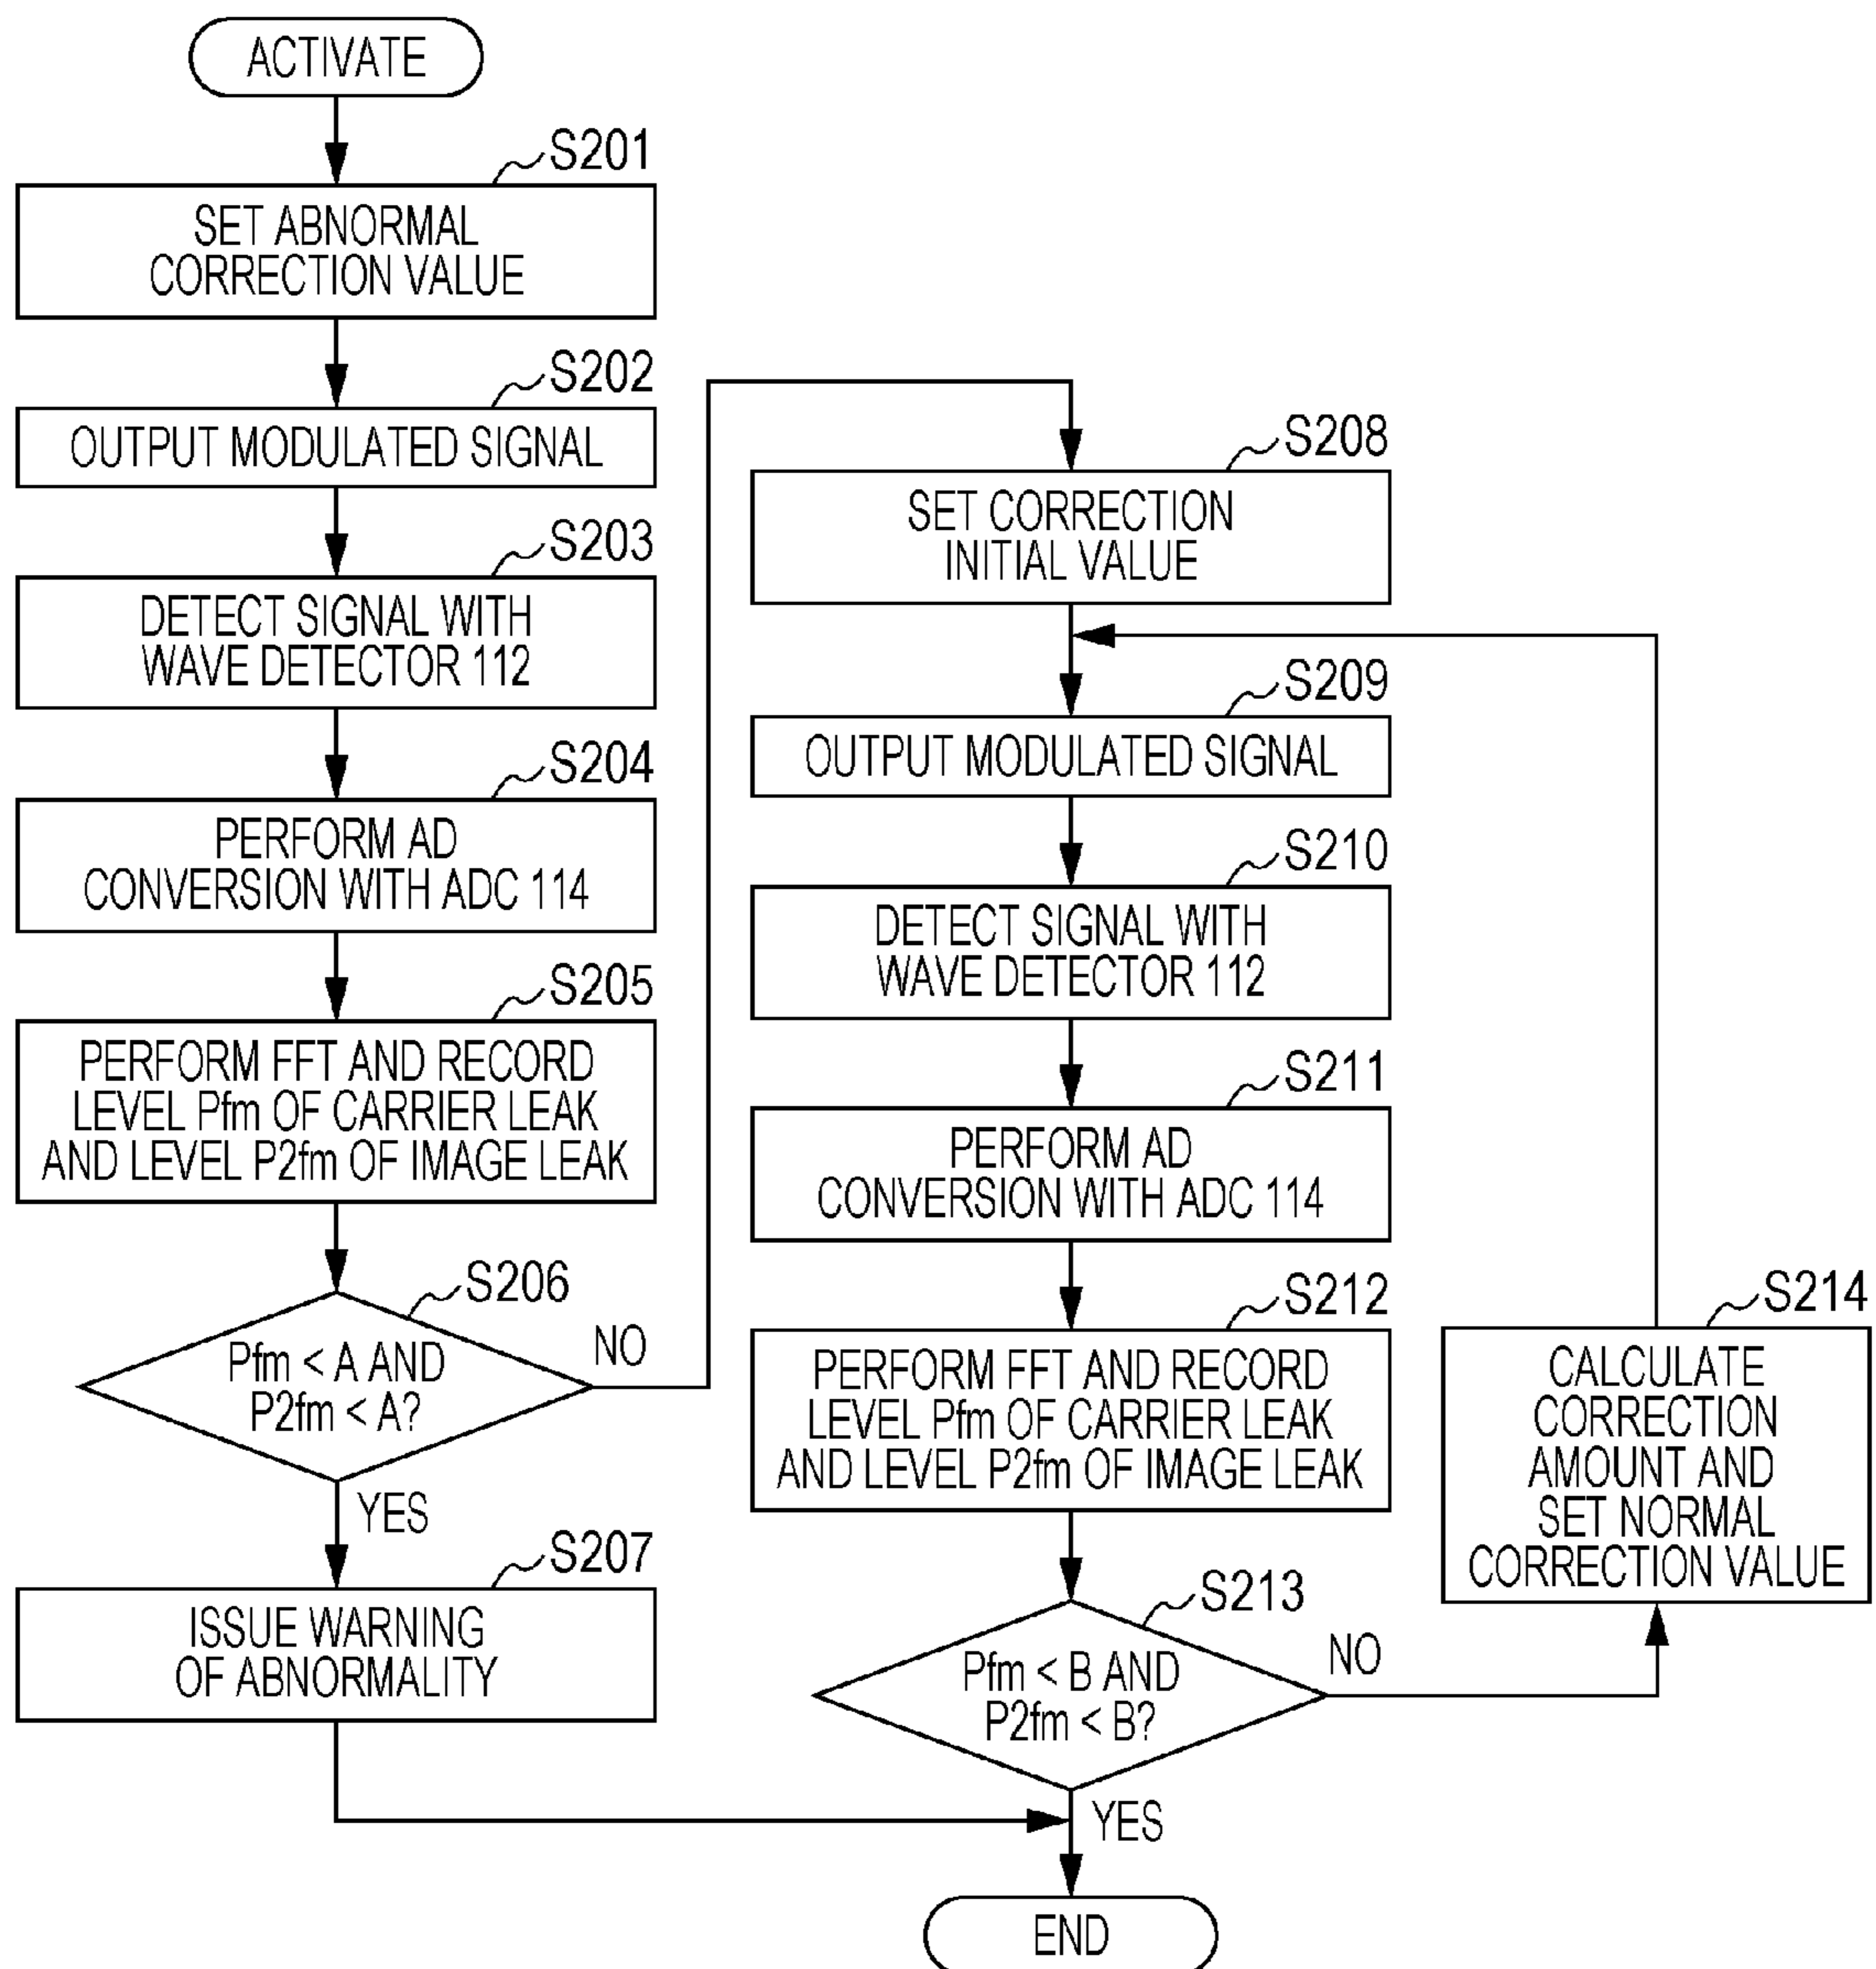 ACTIVATE
S201
SET ABNORMAL
CORRECTION VALUE
S202
OUTPUT MODULATED SIGNAL
S203
DETECT SIGNAL WITH
WAVE DETECTOR 112
S204
PERFORM AD
CONVERSION WITH ADC 114
S205
PERFORM FFT AND RECORD
LEVEL Pfm OF CARRIER LEAK
AND LEVEL P2fm OF IMAGE LEAK
S206
Pfm < A AND
P2fm < A?
NO
YES
S207
ISSUE WARNING
OF ABNORMALITY
S208
SET CORRECTION
INITIAL VALUE
S209
OUTPUT MODULATED SIGNAL
S210
DETECT SIGNAL WITH
WAVE DETECTOR 112
S211
PERFORM AD
CONVERSION WITH ADC 114
S212
PERFORM FFT AND RECORD
LEVEL Pfm OF CARRIER LEAK
AND LEVEL P2fm OF IMAGE LEAK
S213
Pfm < B AND
P2fm < B?
NO
YES
S214
CALCULATE
CORRECTION
AMOUNT AND
SET NORMAL
CORRECTION VALUE
END